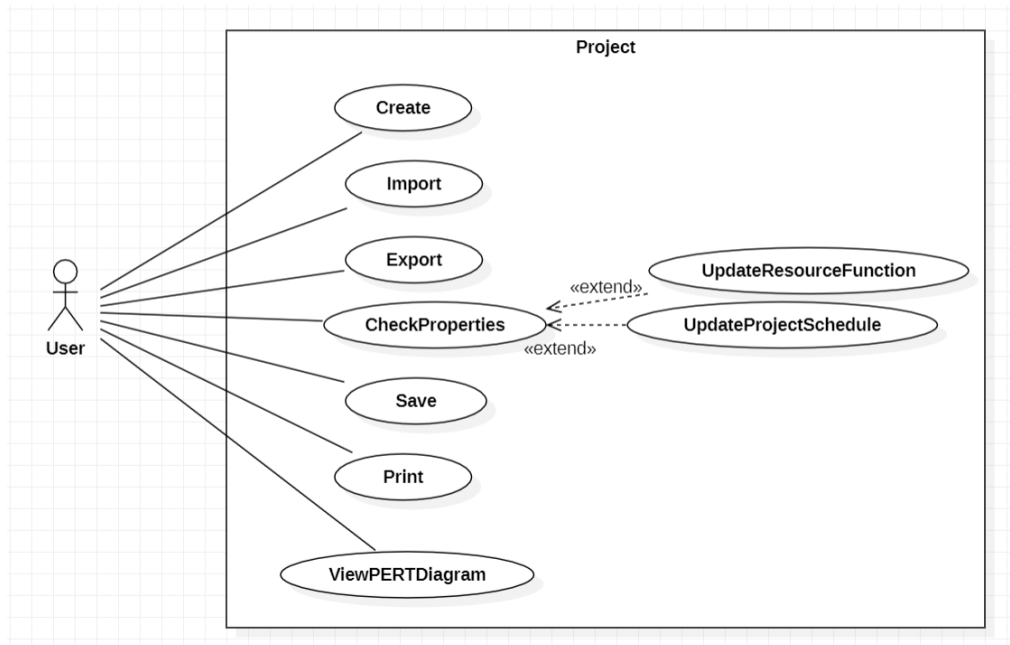 Project
Create
Import
Export
«extend»
UpdateResourceFunction
CheckProperties
UpdateProjectSchedule
«extend»
User
Save
Print
ViewPERTDiagram